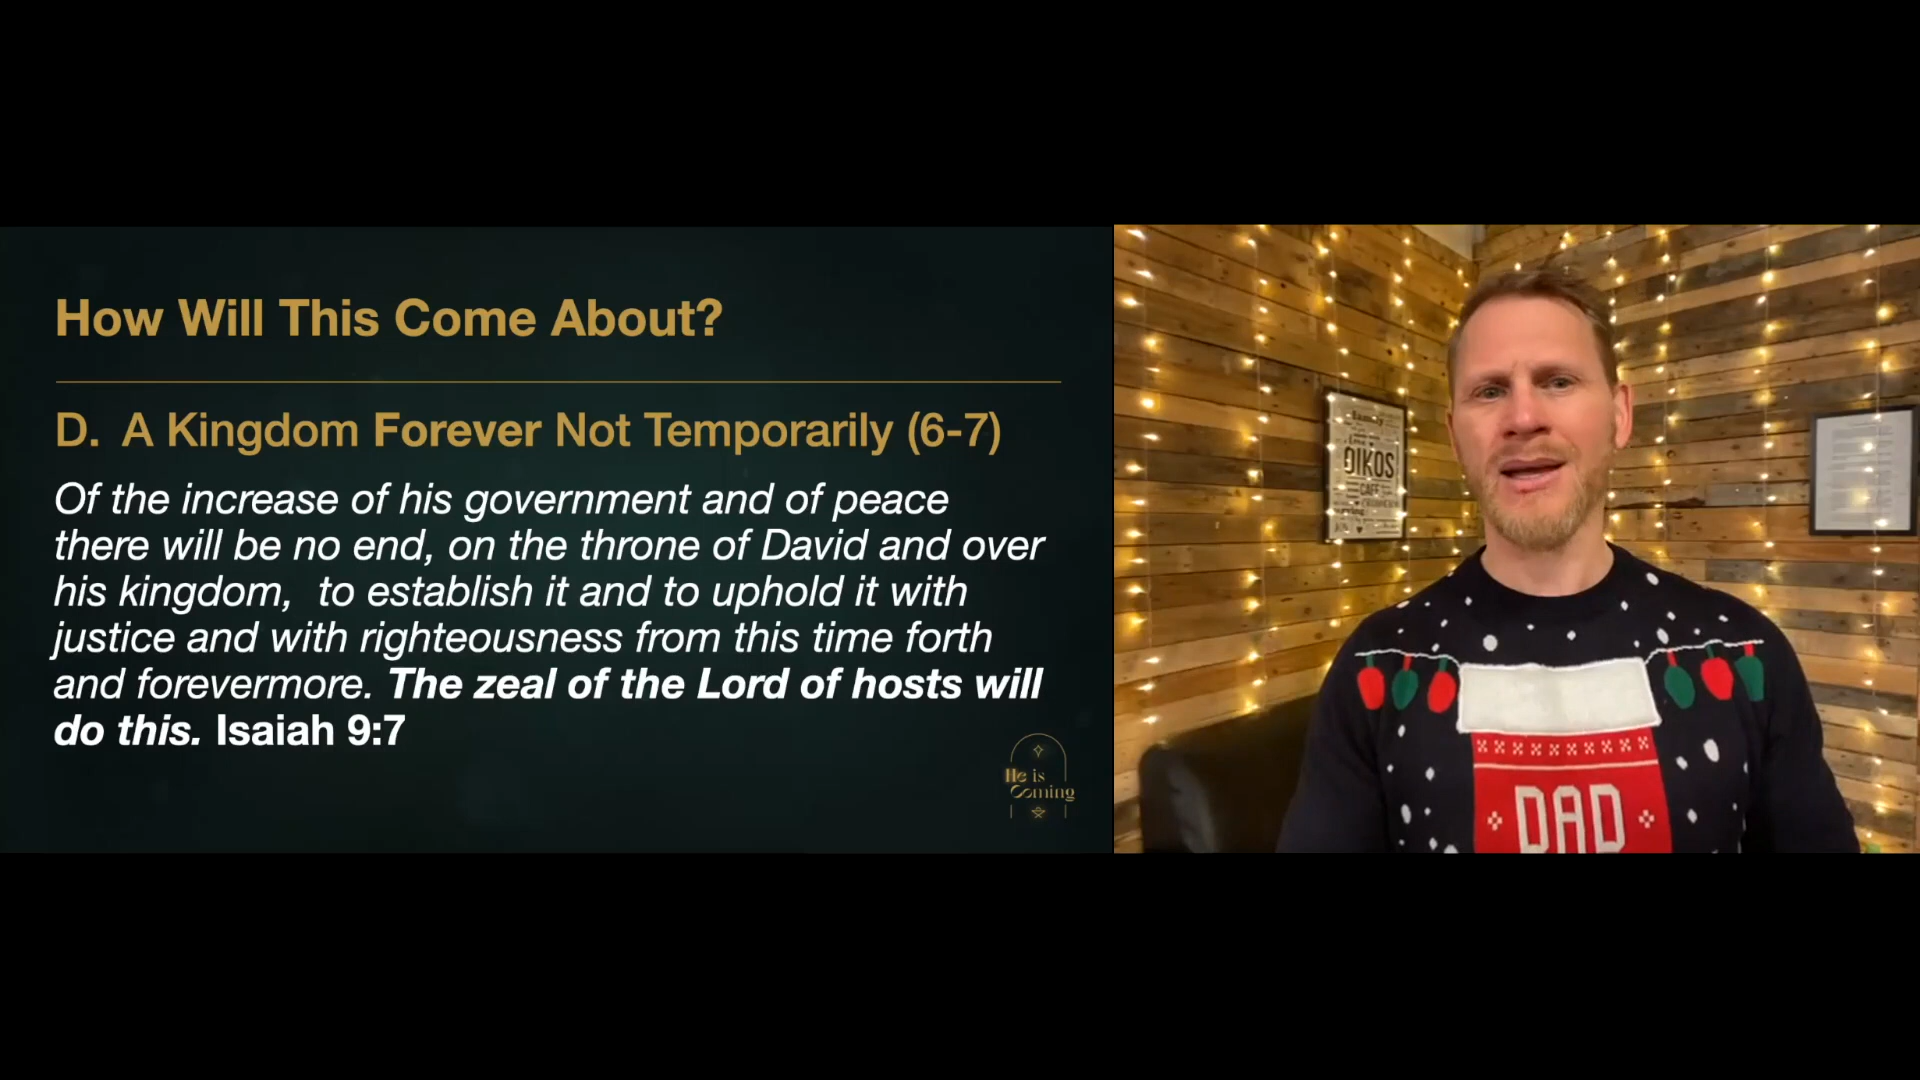 How Will This Come About?
D. A Kingdom Forever Not Temporarily (6-7)
Of the increase of his government and of peace
there will be no end, on the throne of David and over
his kingdom, to establish it and to uphold it with
justice and with righteousness from this time forth
and forevermore. The zeal of the Lord of hosts will
do this. Isaiah 9:7
He is
Coming
family
OIKOS
CAFE
DAD